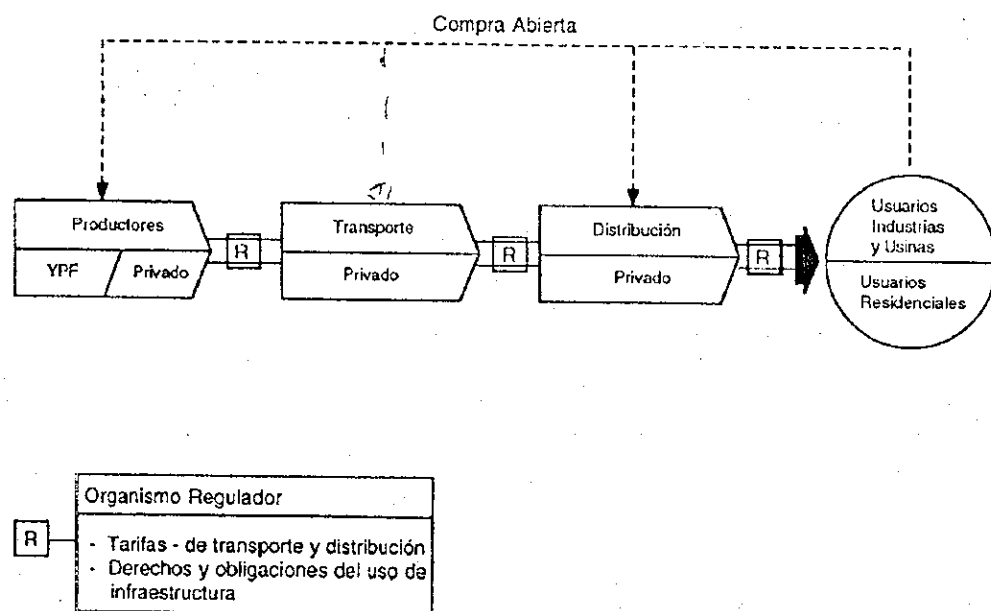 Compra Abierta
Productores
YPF
Privado
R
Transporte
Privado
R
Distribución
Privado
R
Usuarios
Industrias
y Usinas
Usuarios
Residenciales
R
Organismo Regulador
- Tarifas - de transporte y distribución
- Derechos y obligaciones del uso de
infraestructura